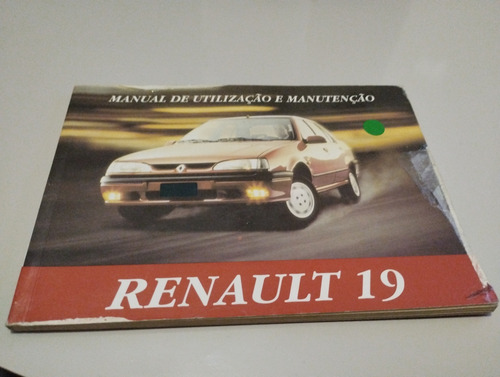 MANUAL DE UTILIZAÇÃO E MANUTENÇÃO
RENAULT 19